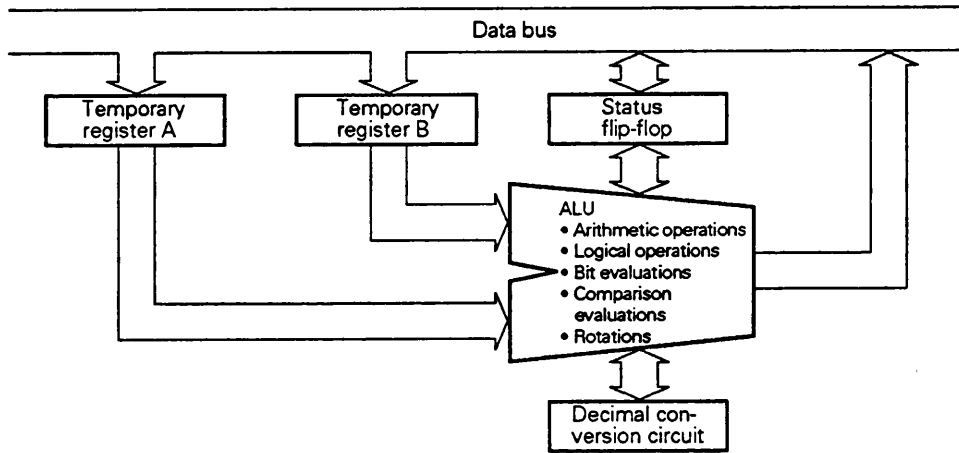 Data bus
Temporary
register A
Temporary
register B
Status
flip-flop
ALU
• Arithmetic operations
• Logical operations
• Bit evaluations
• Comparison
evaluations
• Rotations
Decimal con-
version circuit